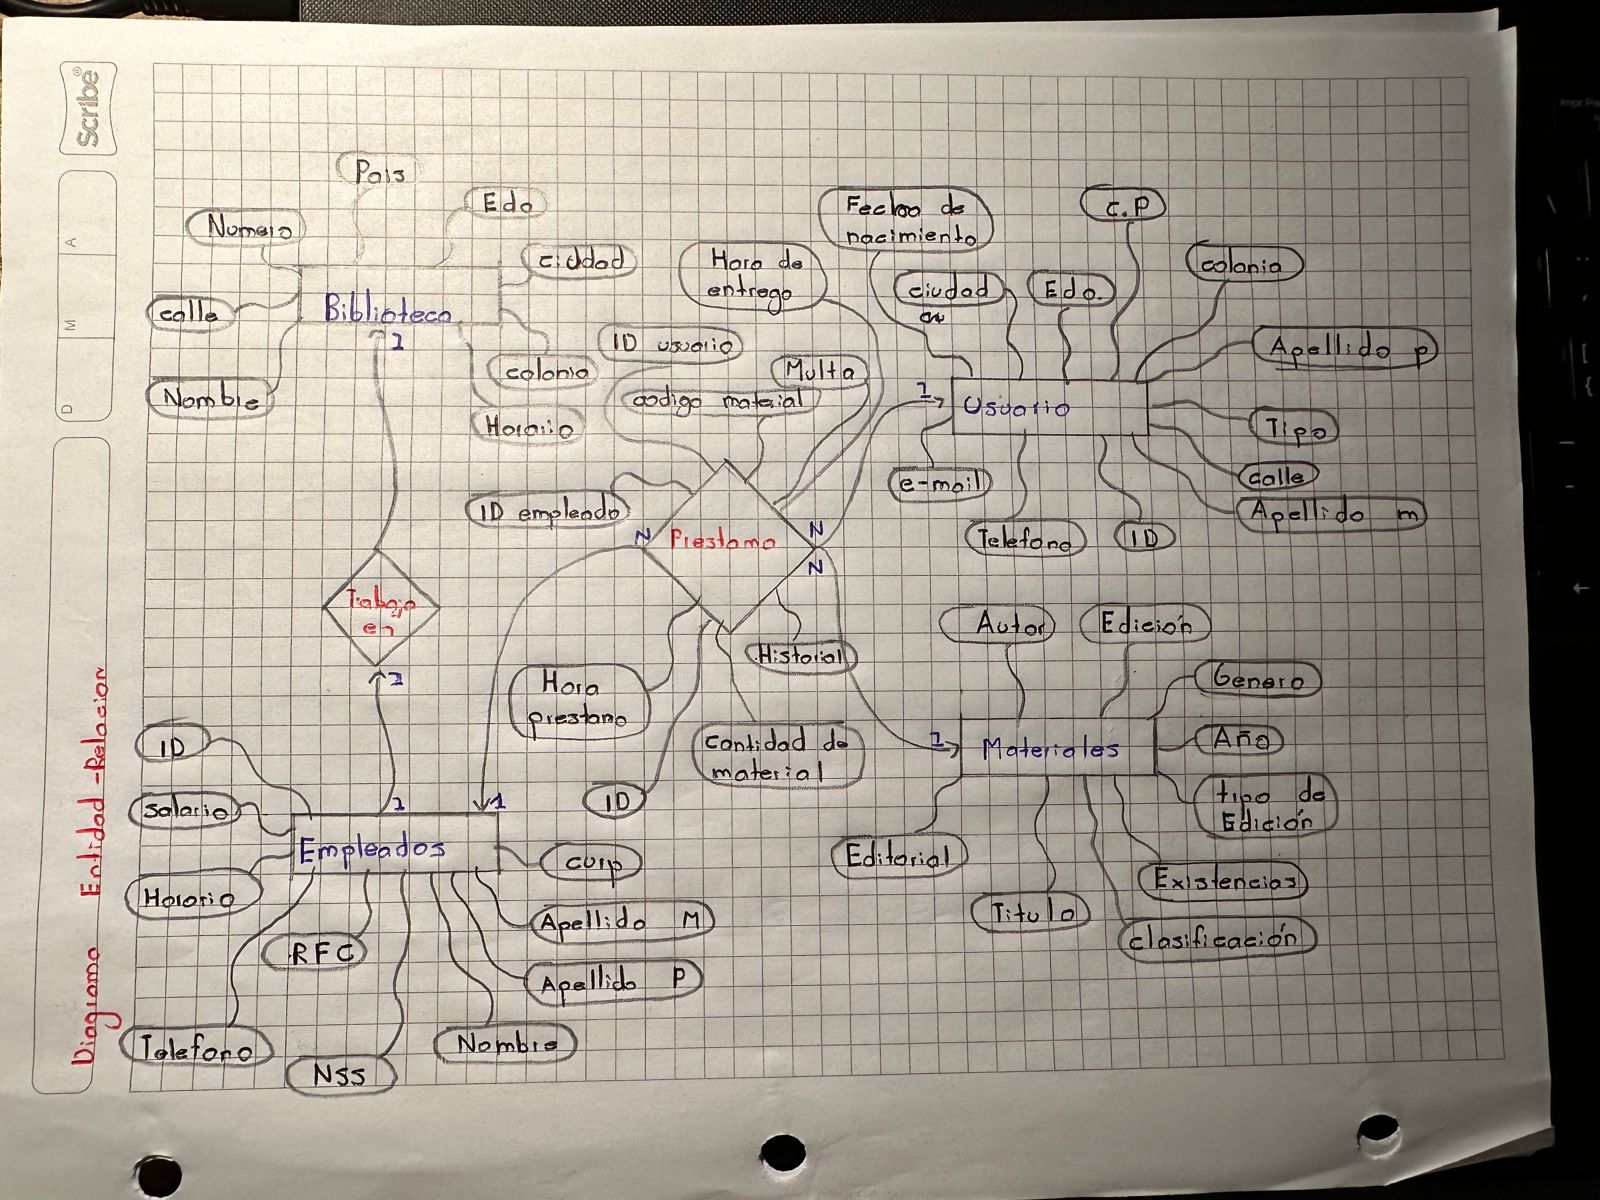 Scribe®
D M A
Diagrama Entidad-Relacion
Pais
Edo
Numero
ciudad
calle
Biblioteca
1
Nombre
colonia
Horario
Fecha de
nacimiento
C.P
Hora de
entrega
ciudad
Edo.
colonia
ID usuario
Multa
codigo material
Apellido P
1
Usuario
Tipo
e-mail
calle
Apellido m
Telefono
ID
ID empleado
N
Prestamo
N
N
Trabaja
en
Historial
Hora
prestamo
Cantidad de
material
ID
Autor
Edición
Genero
1
Materiales
Año
tipo de
Edición
Editorial
Existencias
Titulo
clasificación
ID
Salario
1
1
Empleados
curp
Horario
Apellido M
RFC
Apellido P
Telefono
Nombre
NSS